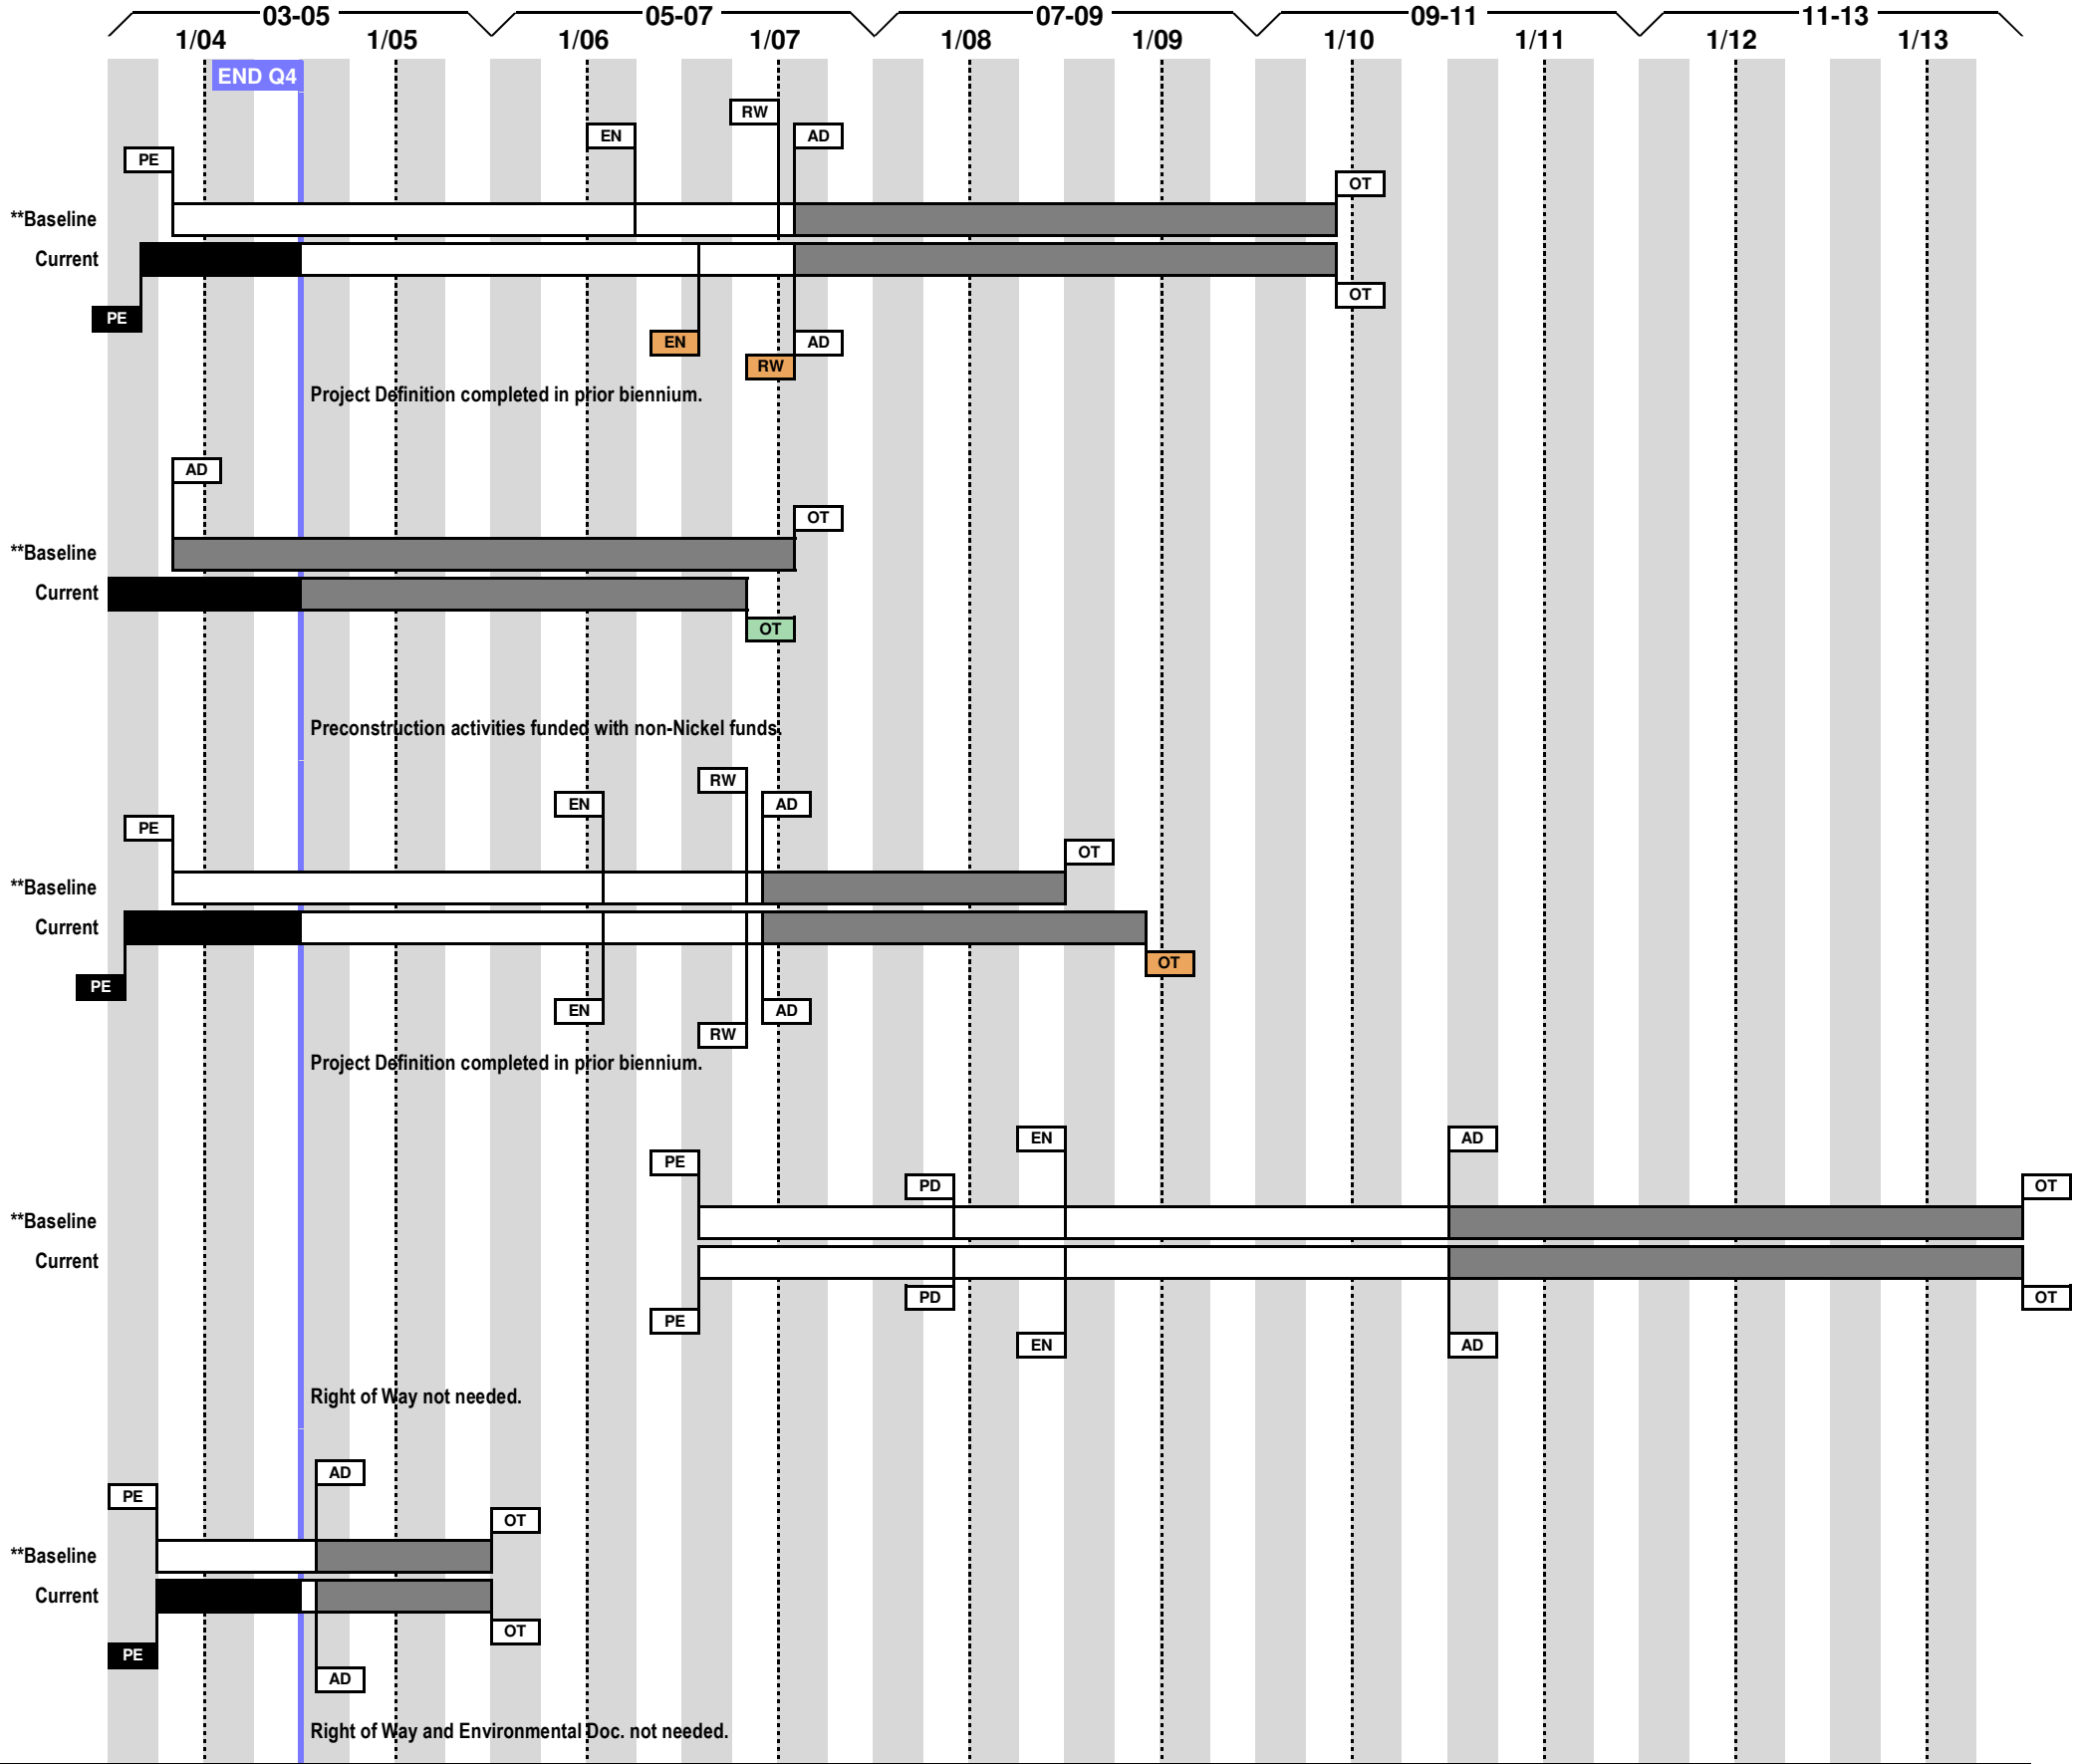 03-05 05-07 07-09 09-11 11-13
1/04 1/05 1/06 1/07 1/08 1/09 1/10 1/11 1/12 1/13
END Q4
RW
EN AD
PE
OT
**Baseline
Current
OT
PE
EN AD
RW
Project Definition completed in prior biennium.
AD
OT
**Baseline
Current
OT
Preconstruction activities funded with non-Nickel funds.
RW
EN AD
PE
OT
**Baseline
Current
OT
PE
EN AD
RW
Project Definition completed in prior biennium.
EN AD
PE
PD OT
**Baseline
Current
PD OT
PE
EN AD
Right of Way not needed.
AD
PE
OT
**Baseline
Current
OT
PE
AD
Right of Way and Environmental Doc. not needed.